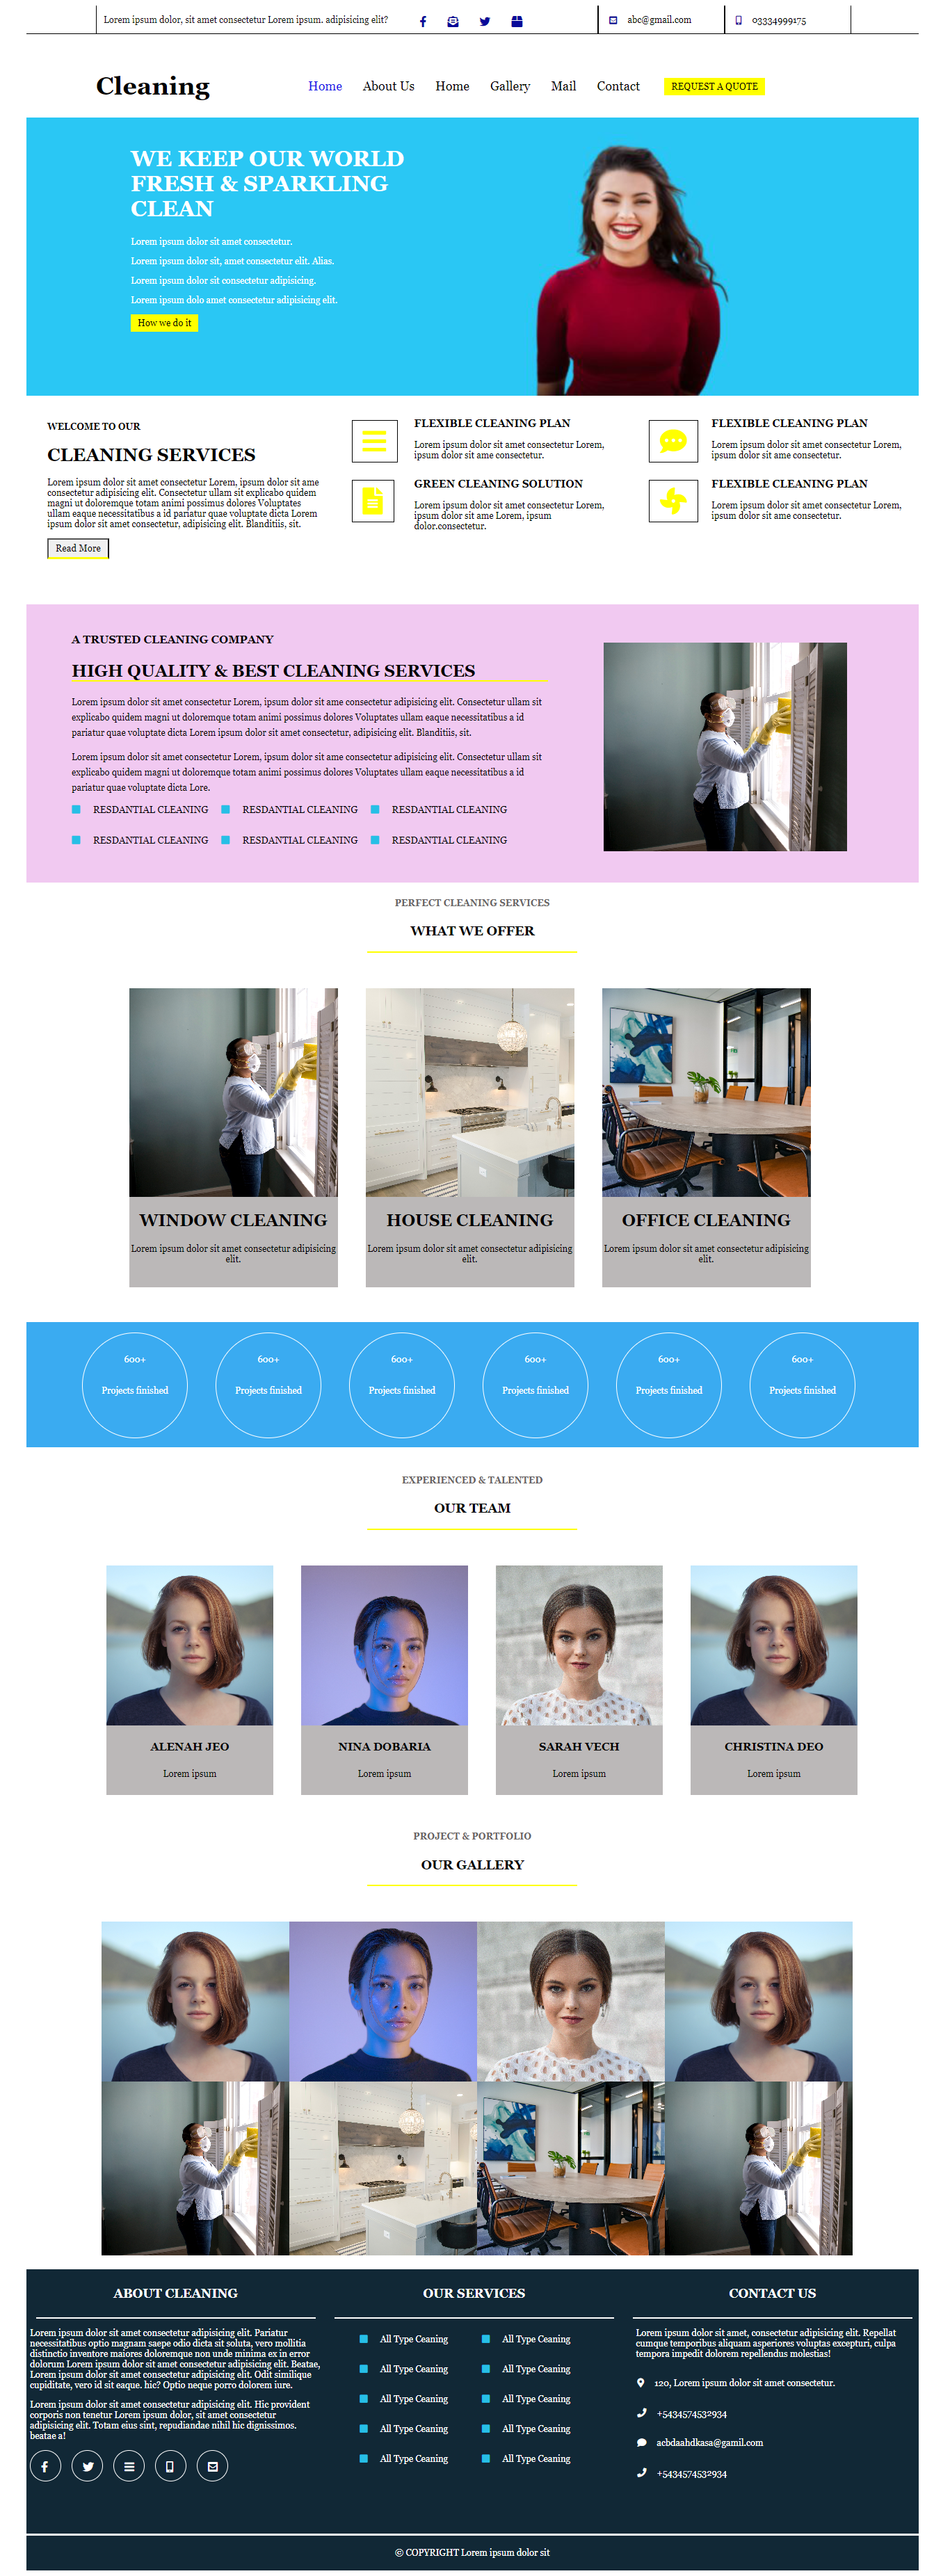 Lorem ipsum dolor, sit amet consectetur Lorem ipsum. adipisicing elit?
abc@gmail.com
03334999175
Cleaning
Home
About Us
Home
Gallery
Mail
Contact
REQUEST A QUOTE
WE KEEP OUR WORLD
FRESH & SPARKLING
CLEAN
Lorem ipsum dolor sit amet consectetur.
Lorem ipsum dolor sit, amet consectetur elit. Alias.
Lorem ipsum dolor sit consectetur adipisicing.
Lorem ipsum dolo amet consectetur adipisicing elit.
How we do it
WELCOME TO OUR
CLEANING SERVICES
Lorem ipsum dolor sit amet consectetur Lorem, ipsum dolor sit ame
consectetur adipisicing elit. Consectetur ullam sit explicabo quidem
magni ut doloremque totam animi possimus dolores Voluptates
ullam eaque necessitatibus a id pariatur quae voluptate dicta Lorem
ipsum dolor sit amet consectetur, adipisicing elit. Blanditiis, sit.
Read More
FLEXIBLE CLEANING PLAN
Lorem ipsum dolor sit amet consectetur Lorem,
ipsum dolor sit ame consectetur.
GREEN CLEANING SOLUTION
Lorem ipsum dolor sit amet consectetur Lorem,
ipsum dolor sit ame Lorem, ipsum
dolor.consectetur.
FLEXIBLE CLEANING PLAN
Lorem ipsum dolor sit amet consectetur Lorem,
ipsum dolor sit ame consectetur.
FLEXIBLE CLEANING PLAN
Lorem ipsum dolor sit amet consectetur Lorem,
ipsum dolor sit ame consectetur.
A TRUSTED CLEANING COMPANY
HIGH QUALITY & BEST CLEANING SERVICES
Lorem ipsum dolor sit amet consectetur Lorem, ipsum dolor sit ame consectetur adipisicing elit. Consectetur ullam sit
explicabo quidem magni ut doloremque totam animi possimus dolores Voluptates ullam eaque necessitatibus a id
pariatur quae voluptate dicta Lorem ipsum dolor sit amet consectetur, adipisicing elit. Blanditiis, sit.
Lorem ipsum dolor sit amet consectetur Lorem, ipsum dolor sit ame consectetur adipisicing elit. Consectetur ullam sit
explicabo quidem magni ut doloremque totam animi possimus dolores Voluptates ullam eaque necessitatibus a id
pariatur quae voluptate dicta Lore.
RESDANTIAL CLEANING
RESDANTIAL CLEANING
RESDANTIAL CLEANING
RESDANTIAL CLEANING
RESDANTIAL CLEANING
RESDANTIAL CLEANING
PERFECT CLEANING SERVICES
WHAT WE OFFER
WINDOW CLEANING
Lorem ipsum dolor sit amet consectetur adipisicing
elit.
HOUSE CLEANING
Lorem ipsum dolor sit amet consectetur adipisicing
elit.
OFFICE CLEANING
Lorem ipsum dolor sit amet consectetur adipisicing
elit.
600+
Projects finished
600+
Projects finished
600+
Projects finished
600+
Projects finished
600+
Projects finished
600+
Projects finished
EXPERIENCED & TALENTED
OUR TEAM
ALENAH JEO
Lorem ipsum
NINA DOBARIA
Lorem ipsum
SARAH VECH
Lorem ipsum
CHRISTINA DEO
Lorem ipsum
PROJECT & PORTFOLIO
OUR GALLERY
ABOUT CLEANING
Lorem ipsum dolor sit amet consectetur adipisicing elit. Pariatur
necessitatibus optio magnam saepe odio dicta sit soluta, vero mollitia
distinctio inventore maiores doloremque non unde minima ex in error
dolorum Lorem ipsum dolor sit amet consectetur adipisicing elit. Beatae,
Lorem ipsum dolor sit amet consectetur adipisicing elit. Odit similique
cupiditate, vero id sit eaque. hic? Optio neque porro dolorem iure.
Lorem ipsum dolor sit amet consectetur adipisicing elit. Hic provident
corporis non tenetur Lorem ipsum dolor, sit amet consectetur
adipisicing elit. Totam eius sint, repudiandae nihil hic dignissimos.
beatae a!
OUR SERVICES
All Type Ceaning
All Type Ceaning
All Type Ceaning
All Type Ceaning
All Type Ceaning
All Type Ceaning
All Type Ceaning
All Type Ceaning
All Type Ceaning
All Type Ceaning
CONTACT US
Lorem ipsum dolor sit amet, consectetur adipisicing elit. Repellat
cumque temporibus aliquam asperiores voluptas excepturi, culpa
tempora impedit dolorem repellendus molestias!
120, Lorem ipsum dolor sit amet consectetur.
+5434574532934
acbdaahdkasa@gamil.com
+5434574532934
© COPYRIGHT Lorem ipsum dolor sit